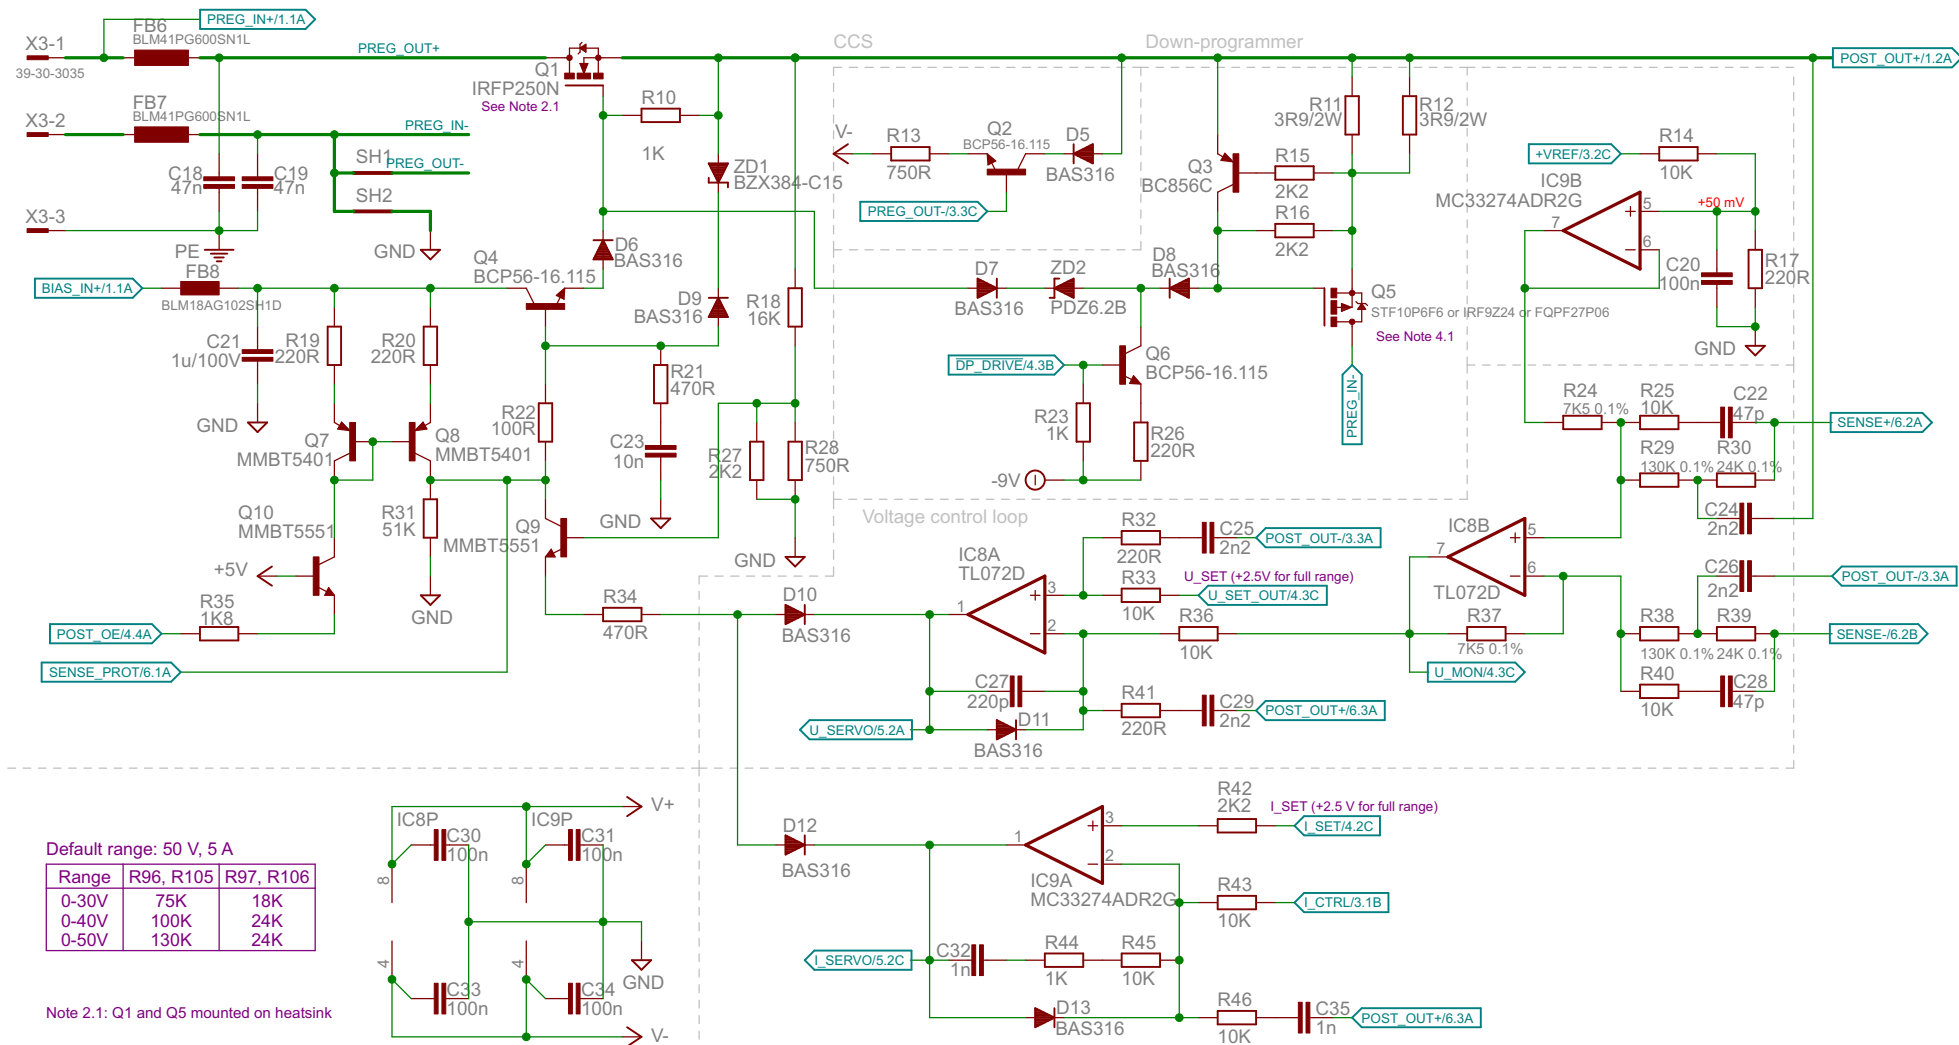 PREG_IN+/1.1A
X3-1
39-30-3035
FB6
BLM41PG600SN1L
PREG_OUT+
Q1
IRFP250N
See Note 2.1
CCS
Down-programmer
POST_OUT+/1.2A
X3-2
FB7
BLM41PG600SN1L
PREG_IN-
SH1
PREG_OUT-
SH2
C18
47n
C19
47n
X3-3
PE
GND
R10
1K
ZD1
BZX384-C15
V-
R13
750R
Q2
BCP56-16.115
D5
BAS316
PREG_OUT-/3.3C
R11
3R9/2W
R12
3R9/2W
Q3
BC856C
R15
2K2
R16
2K2
+VREF/3.2C
R14
10K
IC9B
MC33274ADR2G
+50 mV
5
6
7
C20
100n
R17
220R
GND
BIAS_IN+/1.1A
FB8
BLM18AG102SH1D
Q4
BCP56-16.115
D6
BAS316
D9
BAS316
R18
16K
D7
BAS316
ZD2
PDZ6.2B
D8
BAS316
Q5
STF10P6F6 or IRF9Z24 or FQPF27P06
See Note 4.1
PREG_IN-
C21
1u/100V
R19
220R
R20
220R
GND
Q7
MMBT5401
Q8
MMBT5401
R21
470R
R22
100R
C23
10n
GND
R27
2K2
R28
750R
GND
DP_DRIVE/4.3B
Q6
BCP56-16.115
R23
1K
R26
220R
-9V
R24
7K5 0.1%
R25
10K
C22
47p
SENSE+/6.2A
R29
130K 0.1%
R30
24K 0.1%
C24
2n2
Q10
MMBT5551
+5V
R31
51K
GND
Q9
MMBT5551
R35
1K8
POST_OE/4.4A
SENSE_PROT/6.1A
R34
470R
Voltage control loop
D10
BAS316
IC8A
TL072D
1
3
2
R32
220R
C25
2n2
POST_OUT-/3.3A
U_SET (+2.5V for full range)
R33
10K
U_SET_OUT/4.3C
R36
10K
IC8B
TL072D
7
5
6
R37
7K5 0.1%
U_MON/4.3C
C26
2n2
POST_OUT-/3.3A
R38
130K 0.1%
R39
24K 0.1%
SENSE-/6.2B
R40
10K
C28
47p
C27
220p
R41
220R
C29
2n2
POST_OUT+/6.3A
U_SERVO/5.2A
D11
BAS316
Default range: 50 V, 5 A
Range R96, R105 R97, R106
0-30V 75K 18K
0-40V 100K 24K
0-50V 130K 24K
Note 2.1: Q1 and Q5 mounted on heatsink
V+
IC8P
C30
100n
IC9P
C31
100n
8
8
4
4
GND
C33
100n
C34
100n
V-
D12
BAS316
IC9A
MC33274ADR2G
1
3
2
R42
2K2
I_SET (+2.5 V for full range)
I_SET/4.2C
R43
10K
I_CTRL/3.1B
I_SERVO/5.2C
C32
1n
R44
1K
R45
10K
D13
BAS316
R46
10K
C35
1n
POST_OUT+/6.3A